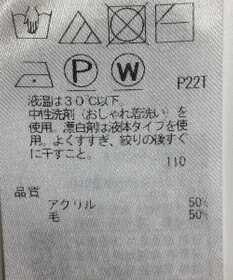 P
W
P221
液温は30℃以下、
中性洗剤(おしゃれ着洗い)を
使用。漂白剤は液体タイプを使
用。よくすすぎ、絞りの後すぐ
に干すこと。
110
品質
アクリル 50%
毛 50%